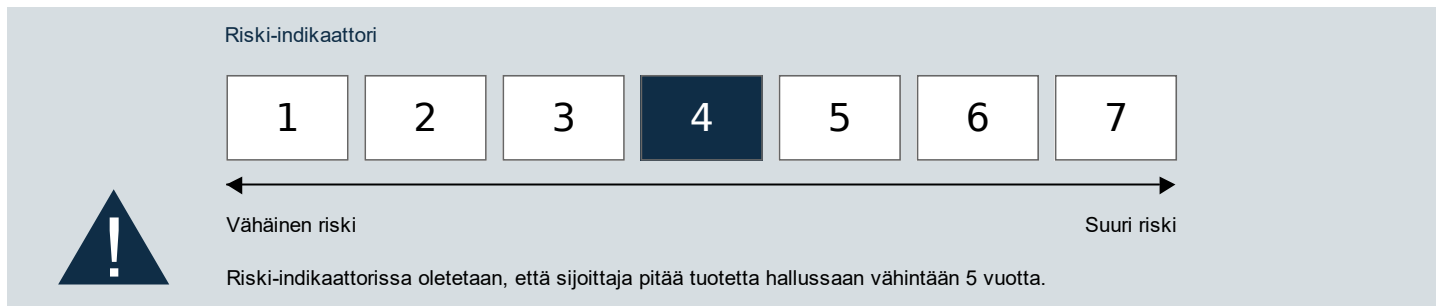 Riski-indikaattori
1 2 3 4 5 6 7
Vähäinen riski Suuri riski
!
Riski-indikaattorissa oletetaan, että sijoittaja pitää tuotetta hallussaan vähintään 5 vuotta.